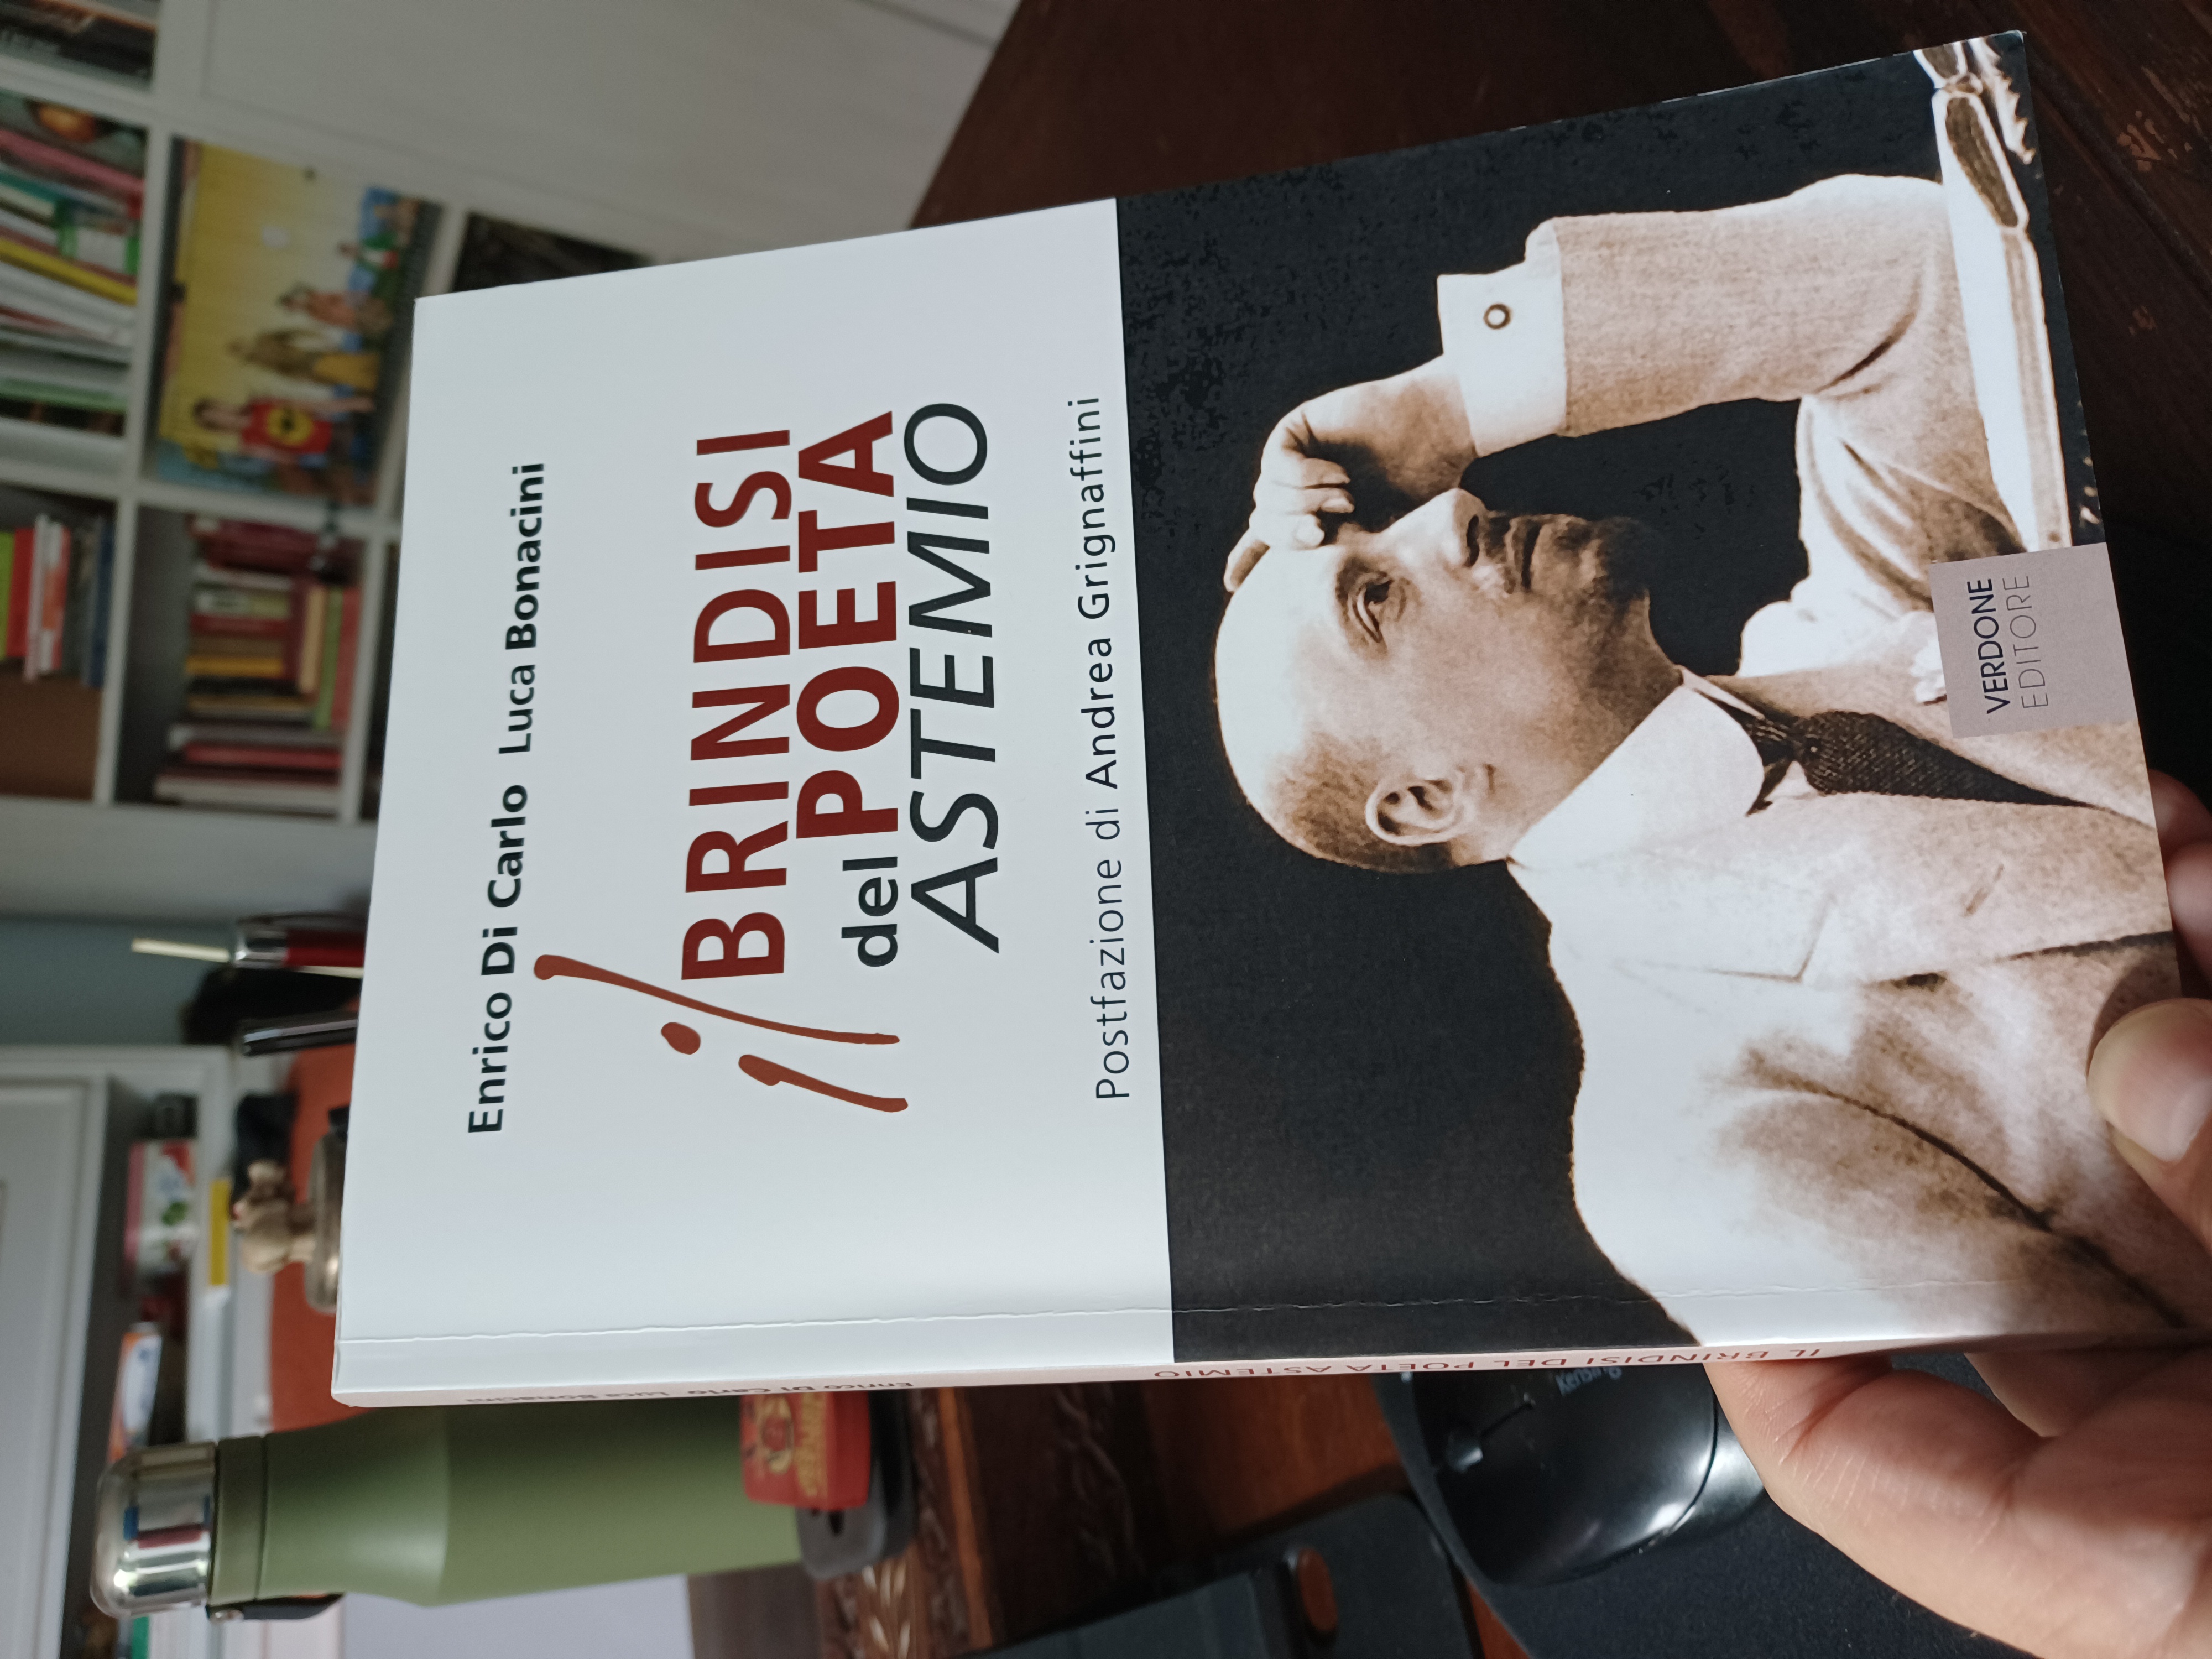 Enrico Di Carlo Luca Bonacini
il BRINDISI
del POETA
ASTEMIO
Postfazione di Andrea Grignaffini
VERDONE
EDITORE
Enrico Di Carlo Luca Bonacini
IL BRINDISI DEL POETA ASTEMIO